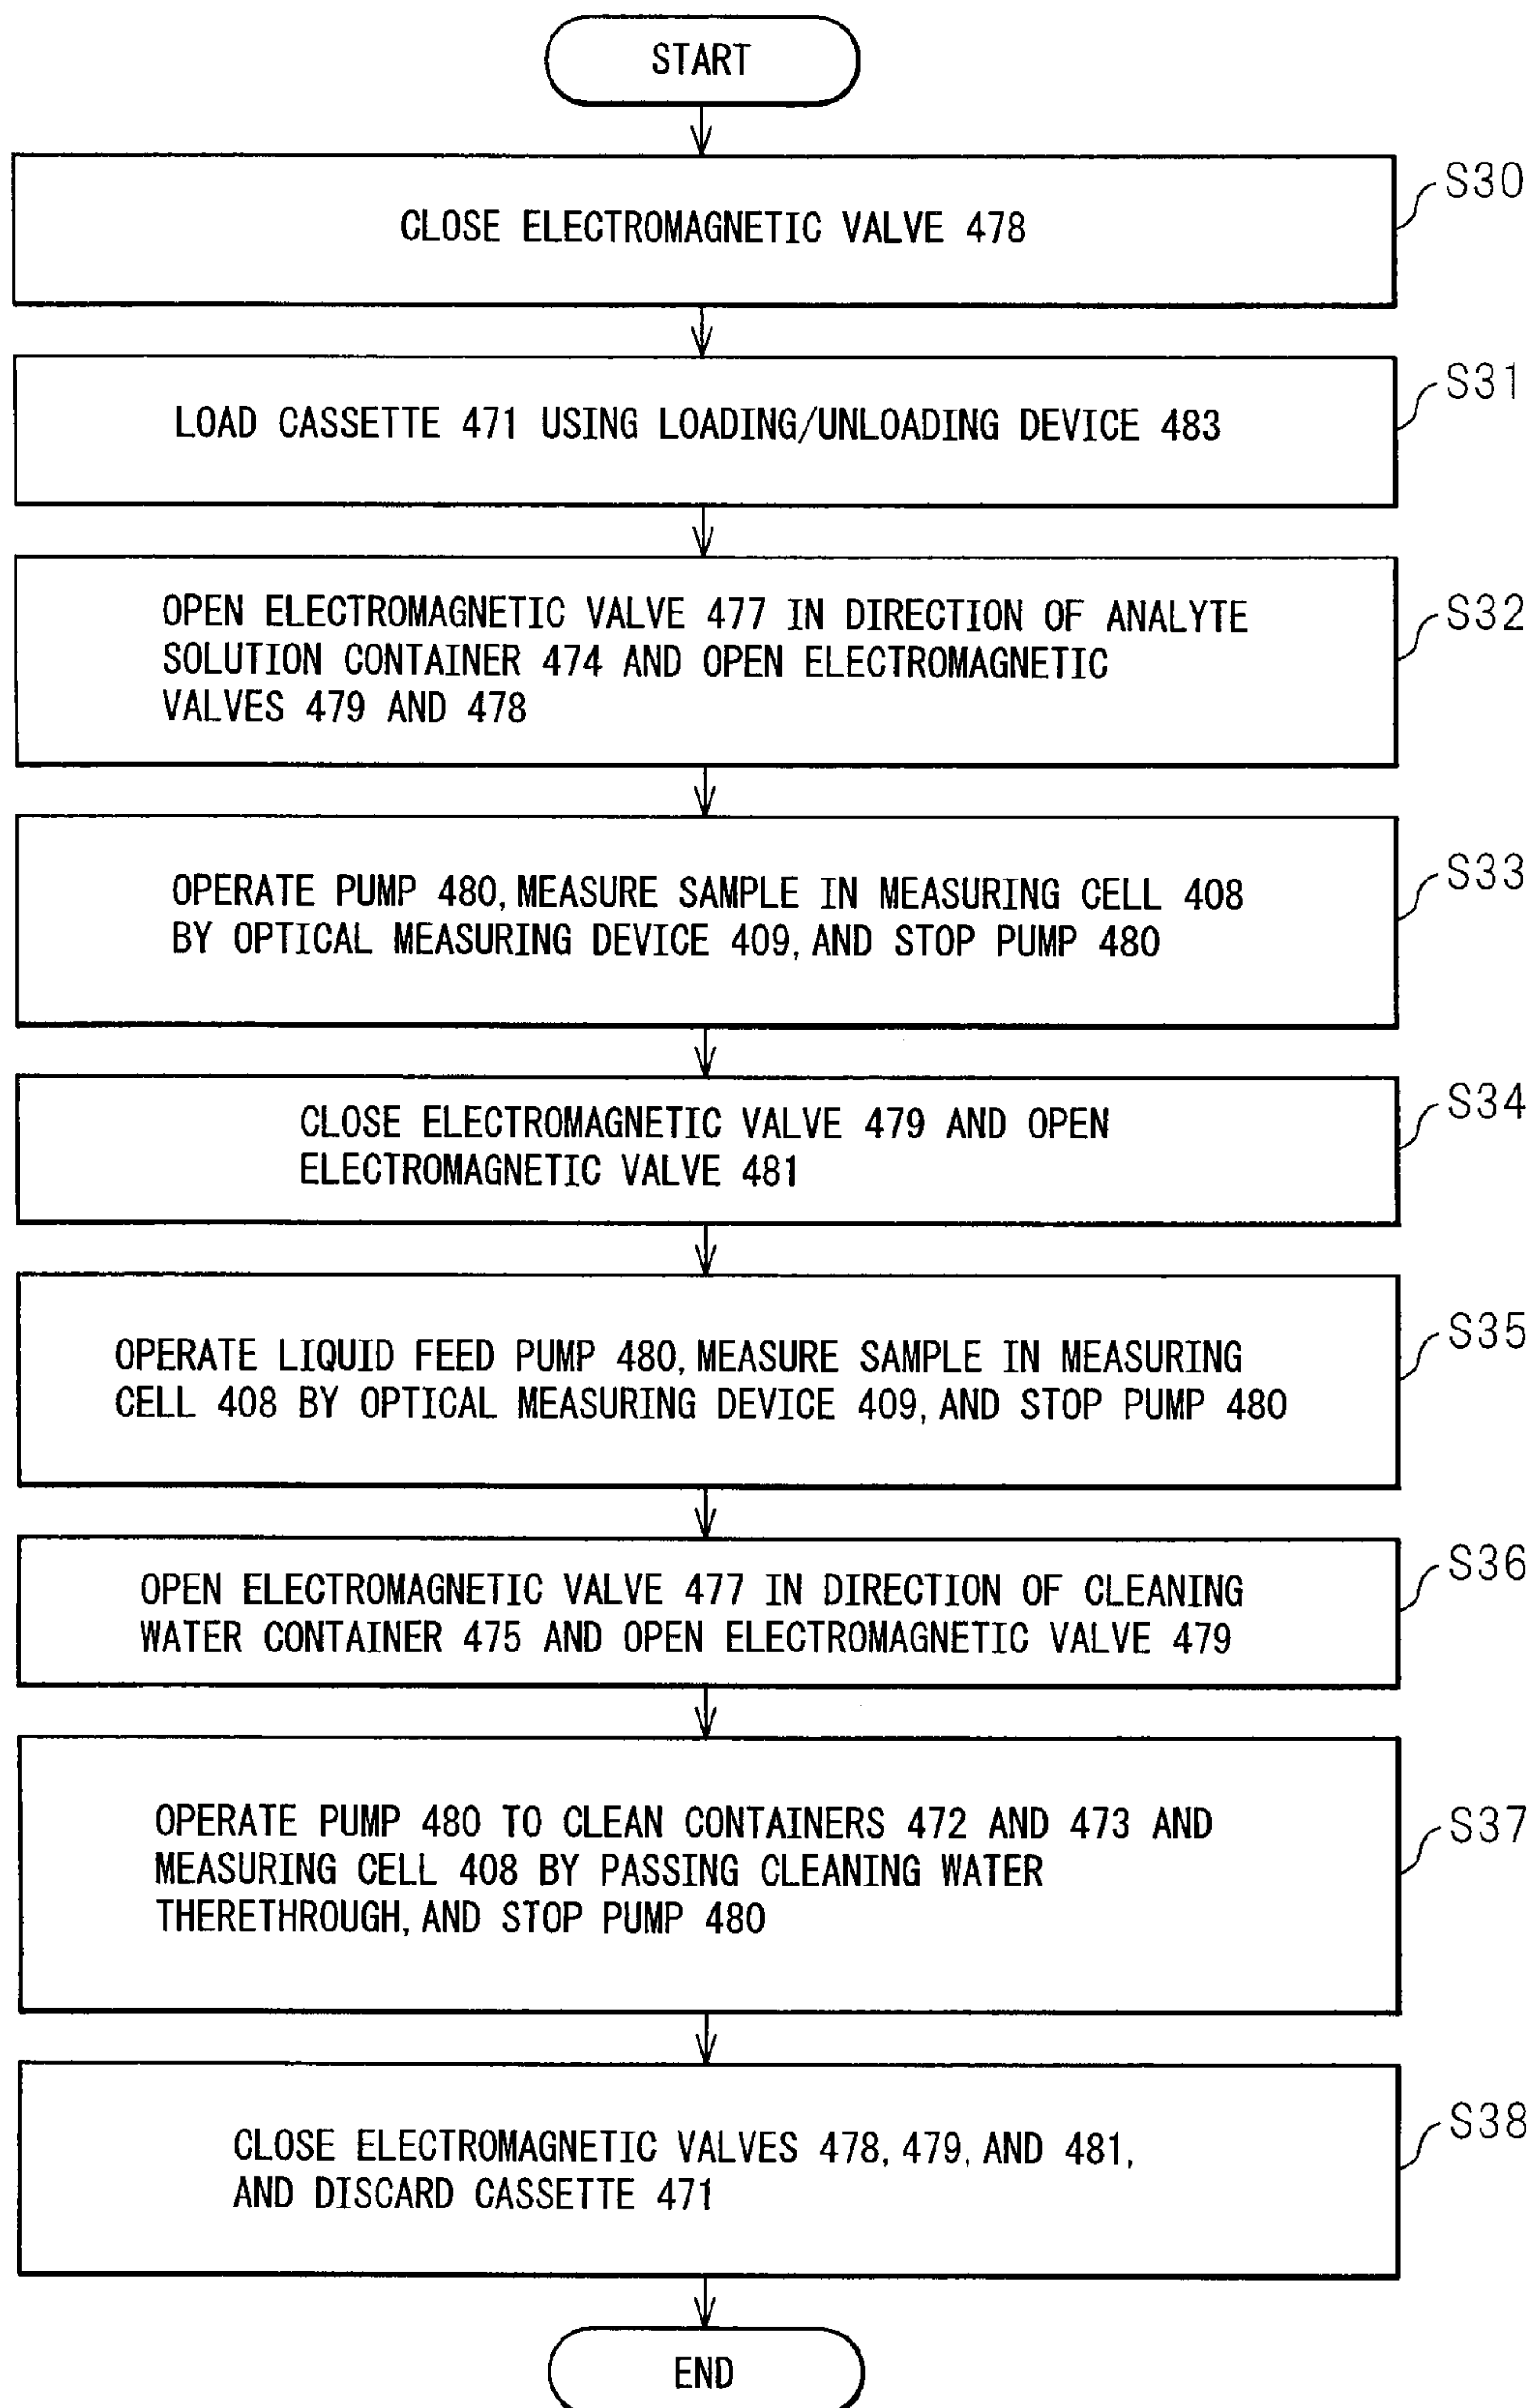 START
CLOSE ELECTROMAGNETIC VALVE 478
S30
LOAD CASSETTE 471 USING LOADING/UNLOADING DEVICE 483
S31
OPEN ELECTROMAGNETIC VALVE 477 IN DIRECTION OF ANALYTE
SOLUTION CONTAINER 474 AND OPEN ELECTROMAGNETIC
VALVES 479 AND 478
S32
OPERATE PUMP 480, MEASURE SAMPLE IN MEASURING CELL 408
BY OPTICAL MEASURING DEVICE 409, AND STOP PUMP 480
S33
CLOSE ELECTROMAGNETIC VALVE 479 AND OPEN
ELECTROMAGNETIC VALVE 481
S34
OPERATE LIQUID FEED PUMP 480, MEASURE SAMPLE IN MEASURING
CELL 408 BY OPTICAL MEASURING DEVICE 409, AND STOP PUMP 480
S35
OPEN ELECTROMAGNETIC VALVE 477 IN DIRECTION OF CLEANING
WATER CONTAINER 475 AND OPEN ELECTROMAGNETIC VALVE 479
S36
OPERATE PUMP 480 TO CLEAN CONTAINERS 472 AND 473 AND
MEASURING CELL 408 BY PASSING CLEANING WATER
THERETHROUGH, AND STOP PUMP 480
S37
CLOSE ELECTROMAGNETIC VALVES 478, 479, AND 481,
AND DISCARD CASSETTE 471
S38
END